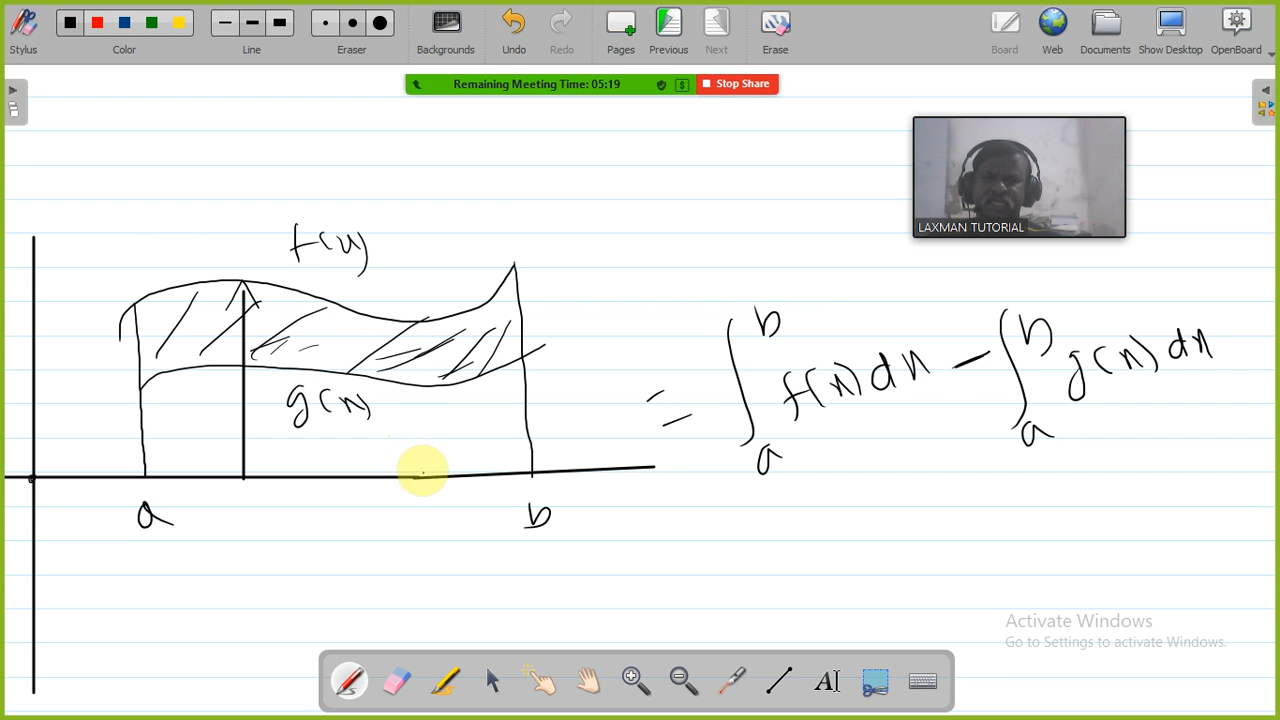 Stylus Color Line Eraser Backgrounds Undo Redo Pages Previous Next Erase Board Web Documents Show Desktop OpenBoard
Remaining Meeting Time: 05:19 $ Stop Share
LAXMAN TUTORIAL
f(x)
g(x)
a b
= ∫_a^b f(x) dx - ∫_a^b g(x) dx
Activate Windows
Go to Settings to activate Windows.
AI